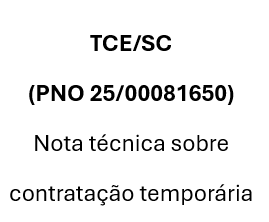 TCE/SC
(PNO 25/00081650)
Nota técnica sobre
contratação temporária